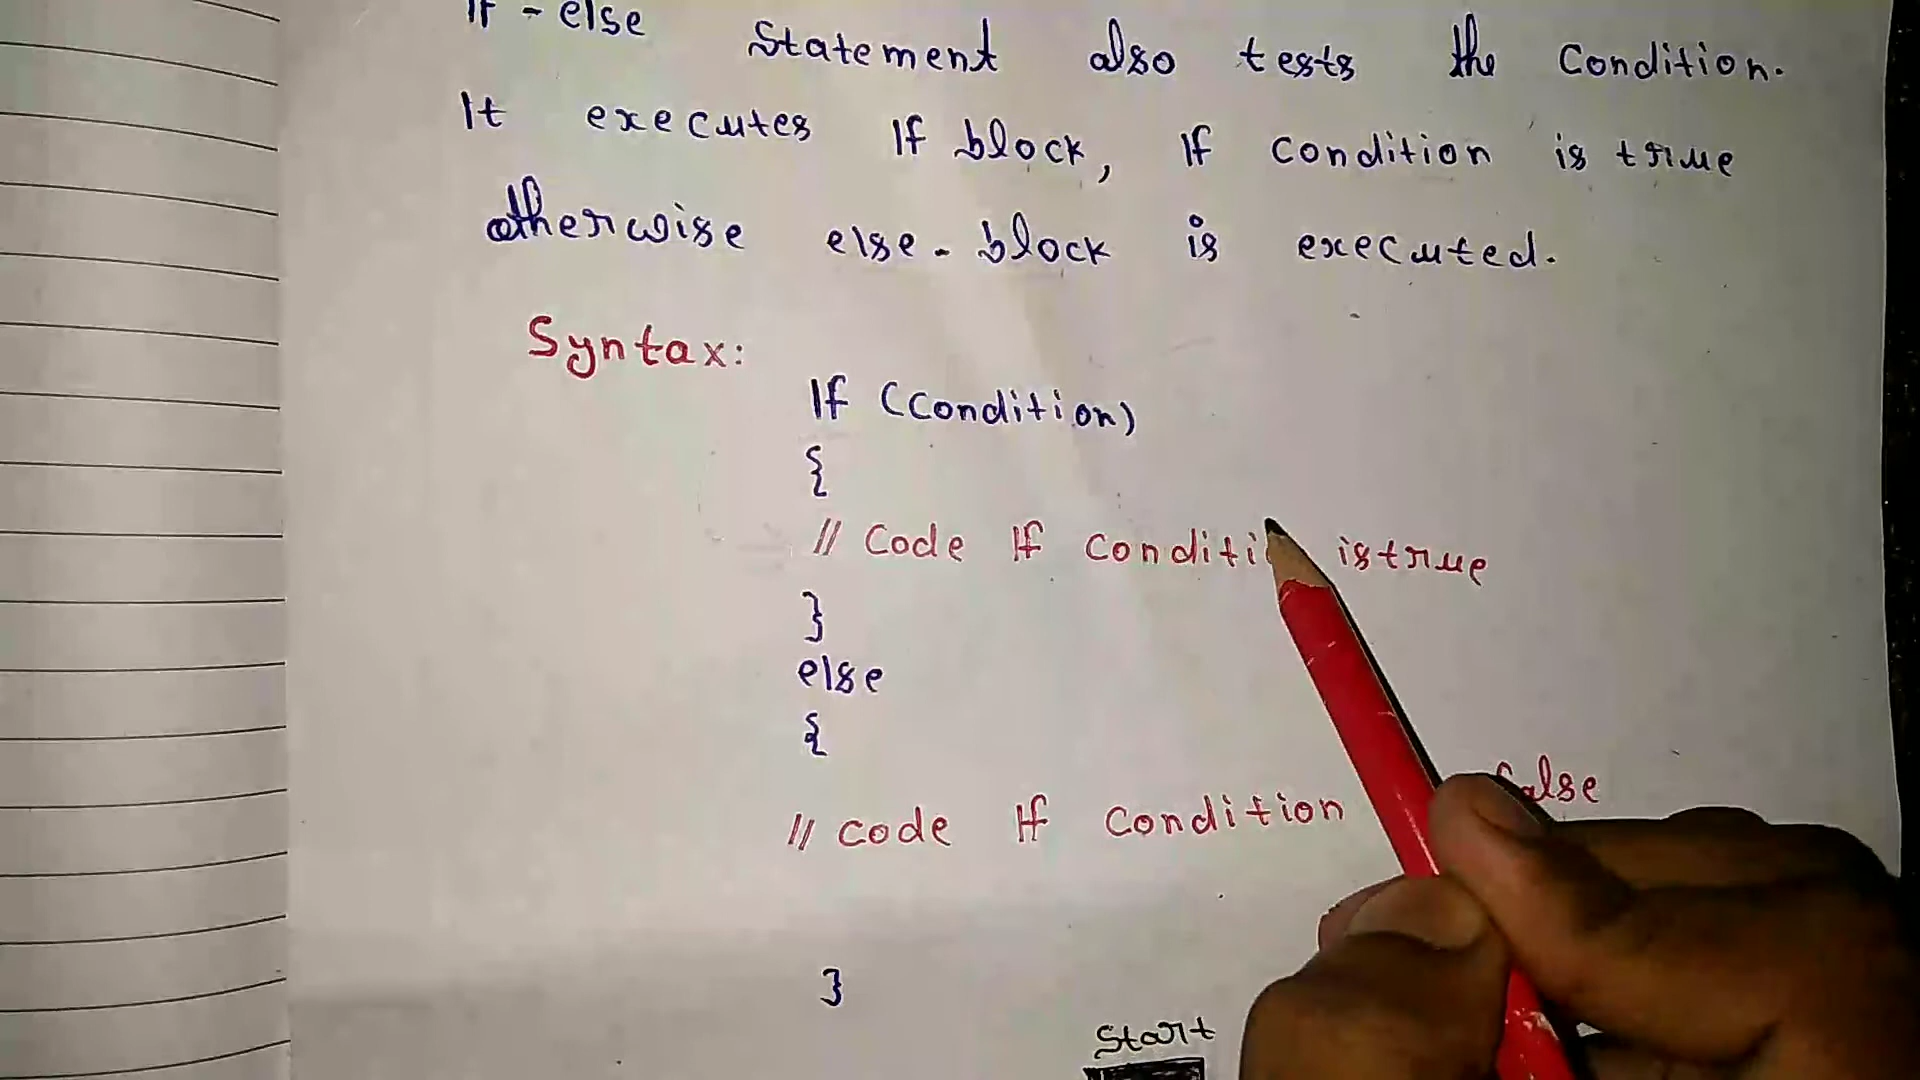 If - else Statement also tests the Condition.
It executes If block, If condition is true
otherwise else-block is executed.
Syntax:
If (Condition)
{
// Code If Conditi is true
}
else
{
// code If Condition false
}
Start